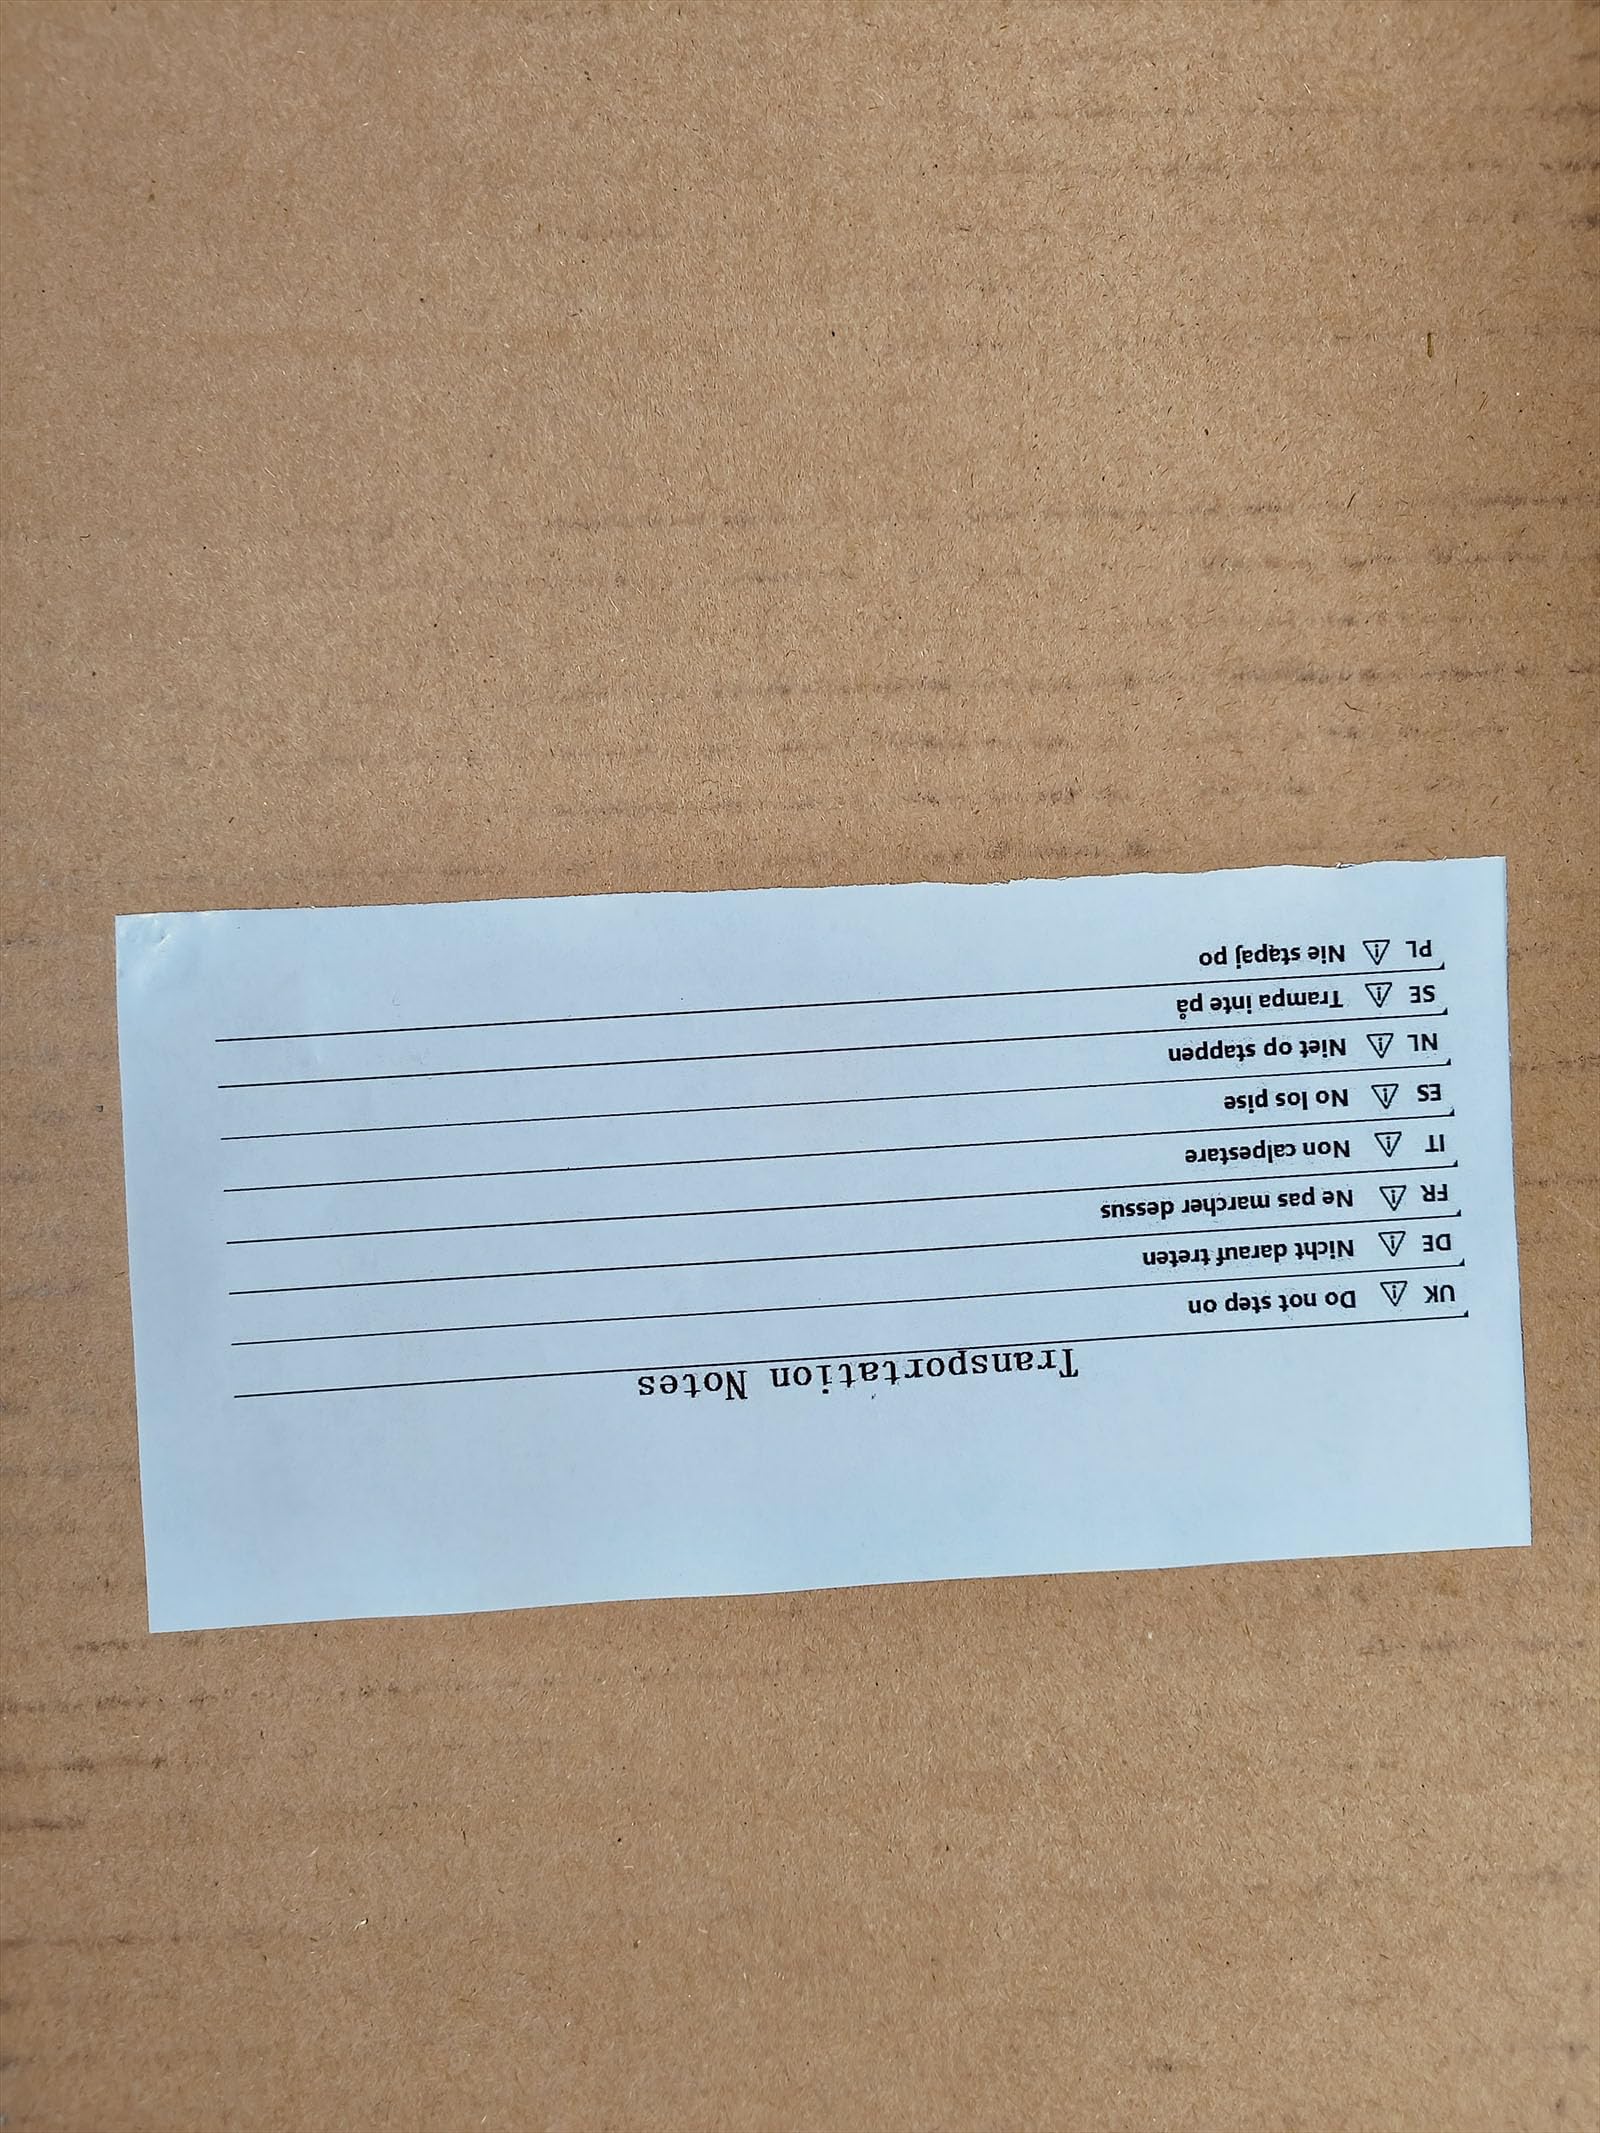 Transportation Notes
UK Do not step on
DE Nicht darauf treten
FR Ne pas marcher dessus
IT Non calpestare
ES No los pise
NL Niet op stappen
SE Trampa inte på
PL Nie stąpaj po